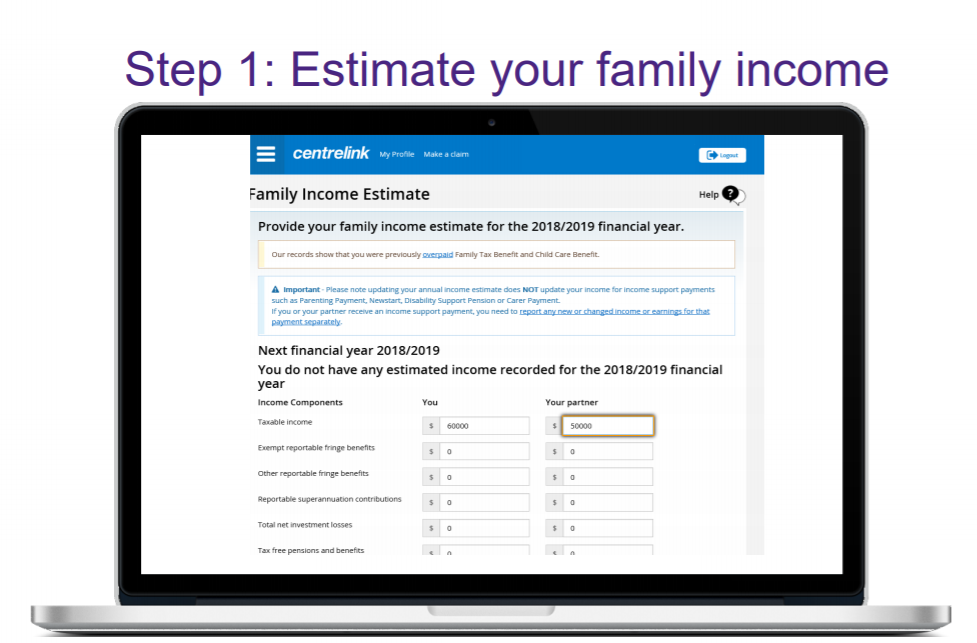 Step 1: Estimate your family income
centrelink My Profile Make a claim Logout
Family Income Estimate Help ?
Provide your family income estimate for the 2018/2019 financial year.
Our records show that you were previously overpaid Family Tax Benefit and Child Care Benefit.
Important - Please note updating your annual income estimate does NOT update your income for income support payments
such as Parenting Payment, Newstart, Disability Support Pension or Carer Payment.
If you or your partner receive an income support payment, you need to report any new or changed income or earnings for that
payment separately.
Next financial year 2018/2019
You do not have any estimated income recorded for the 2018/2019 financial
year
Income Components You Your partner
Taxable income $ 60000 $ 50000
Exempt reportable fringe benefits $ 0 $ 0
Other reportable fringe benefits $ 0 $ 0
Reportable superannuation contributions $ 0 $ 0
Total net investment losses $ 0 $ 0
Tax free pensions and benefits $ 0 $ 0